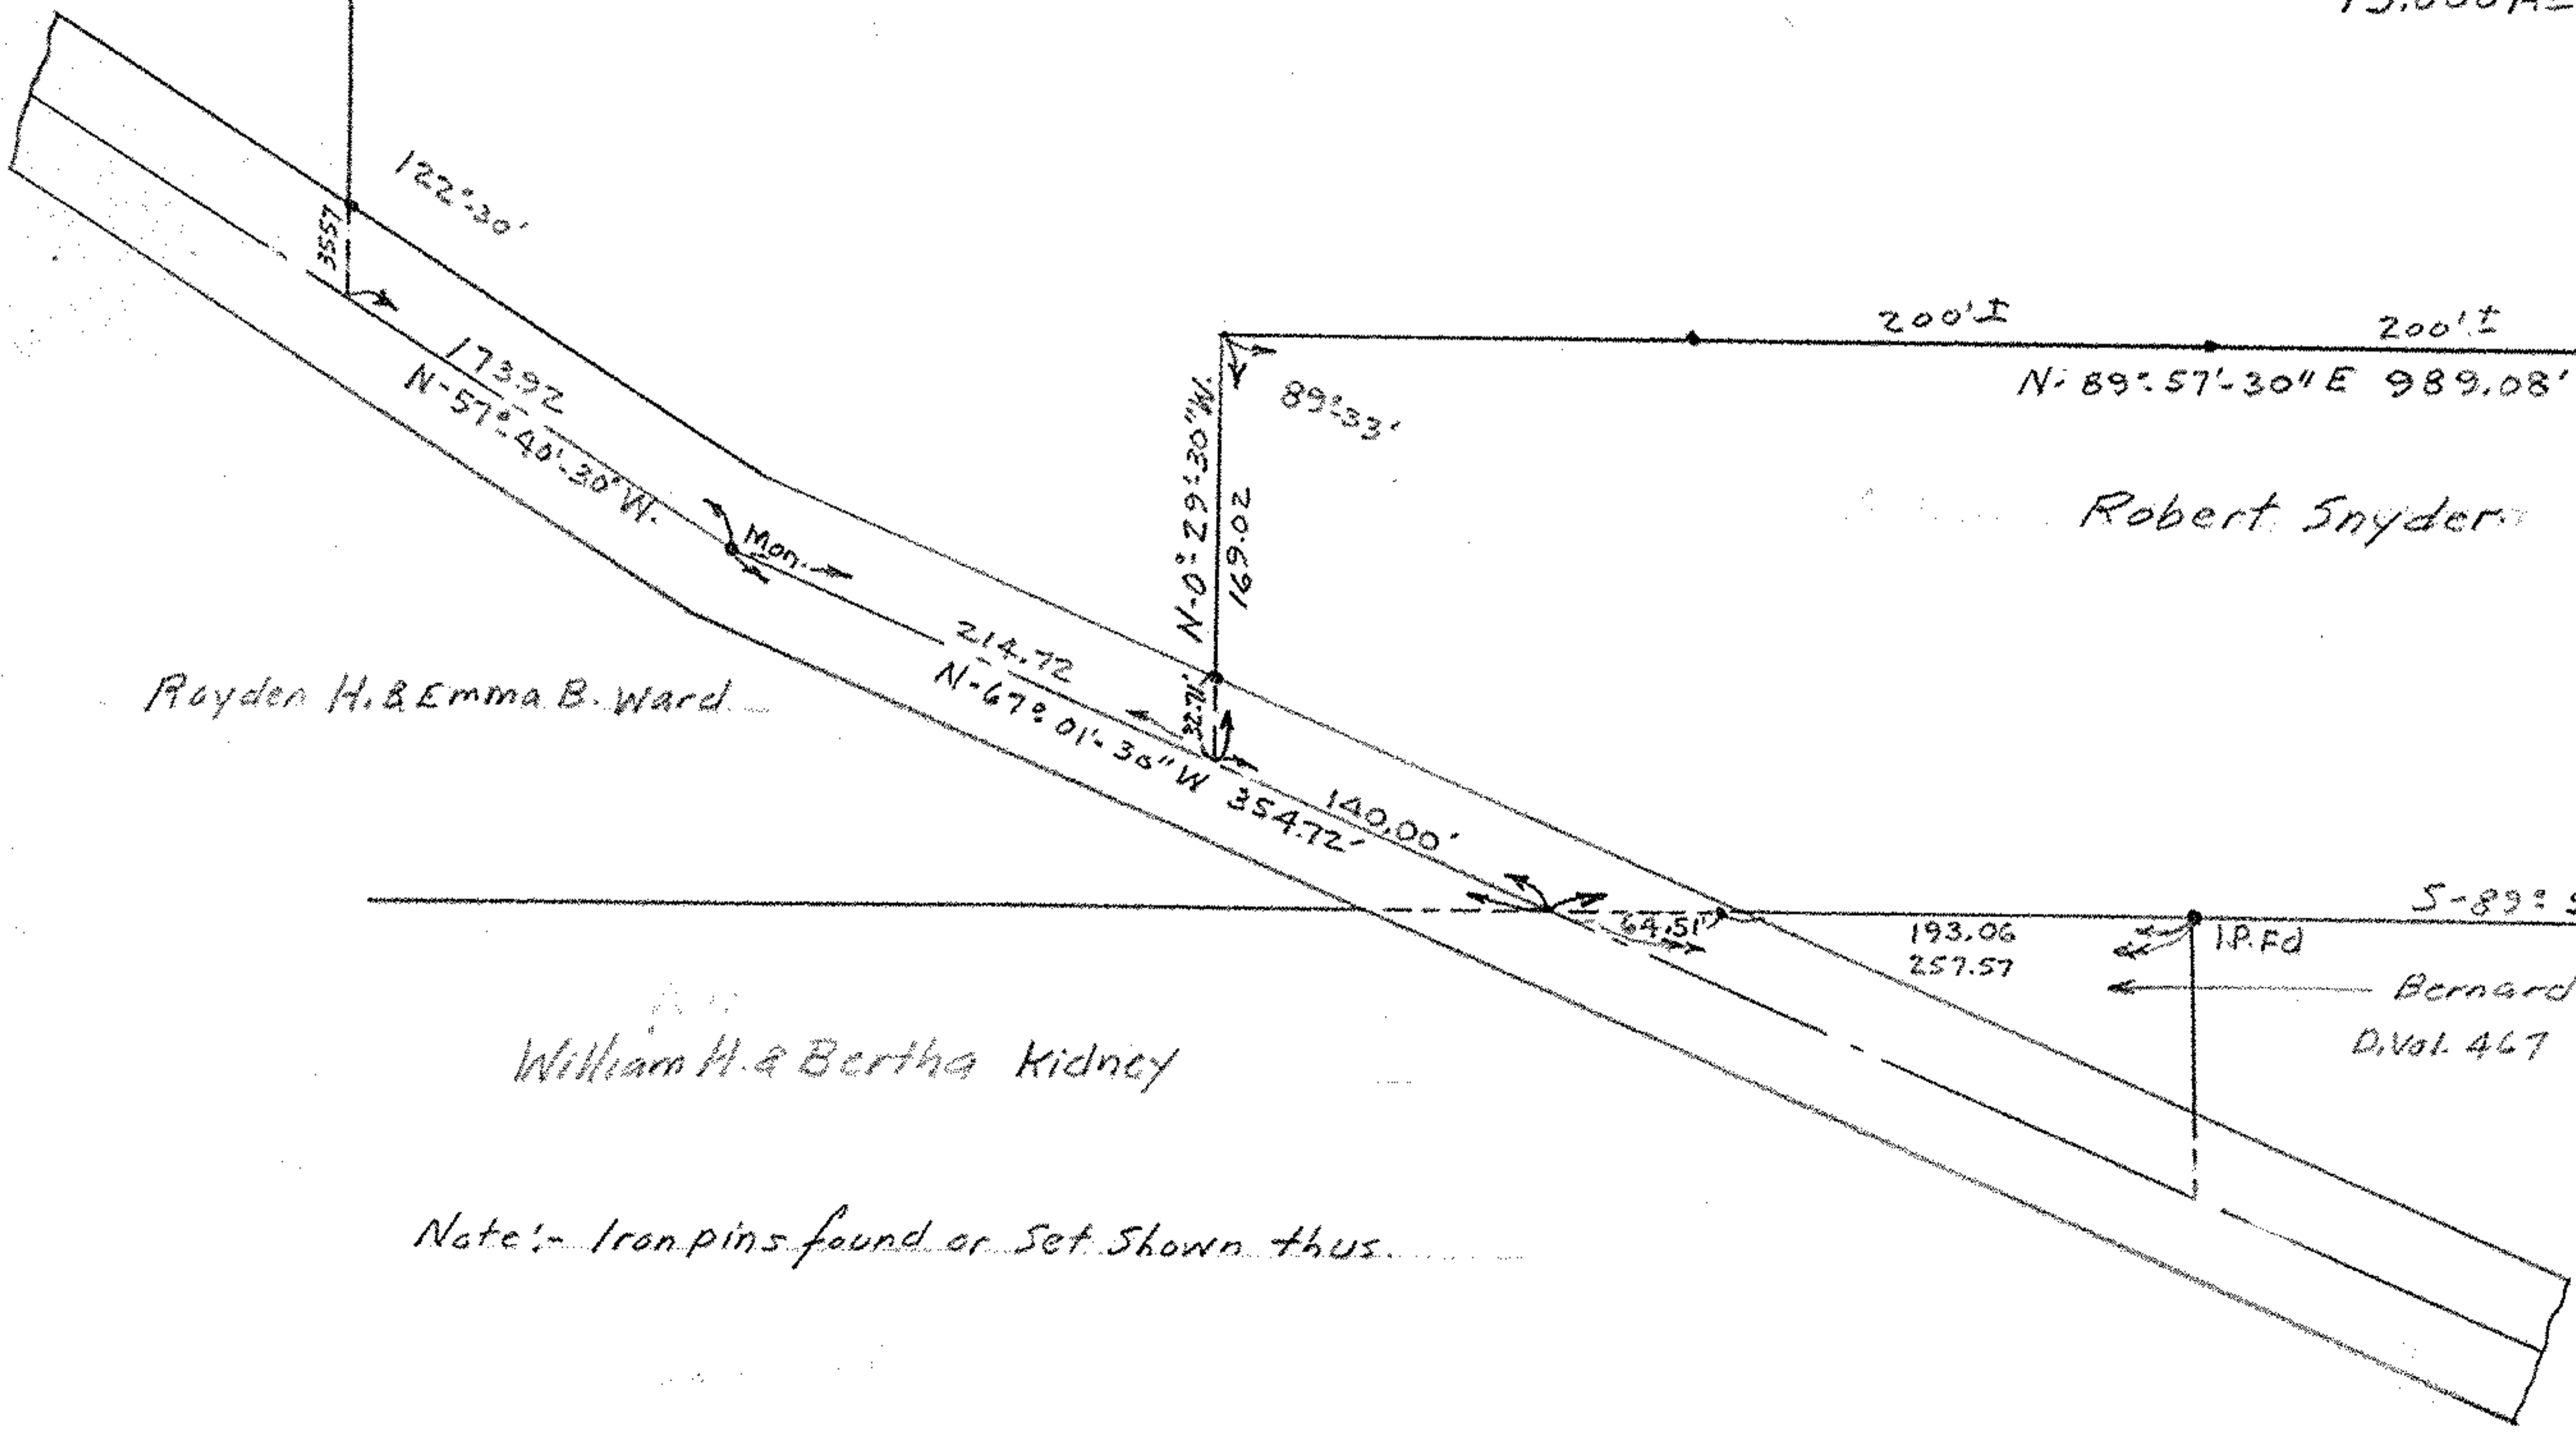 122°-30'
3557
173.92
N-57°-40'-30"W.
Mon.
200'±
200'±
N-89°-57'-30"E 989.08'
89°-33'
N-0°-29'-30"W.
169.02
Robert Snyder
214.72
N-67°-01'-30"W 354.72'
32.71'
140.00'
Royden H. & Emma B. Ward
64.51'
193.06
257.57
I.P.Fd
S-89°
Bernard
D.Vol. 467
William H. & Bertha Kidney
Note:- Iron pins found or Set Shown thus.